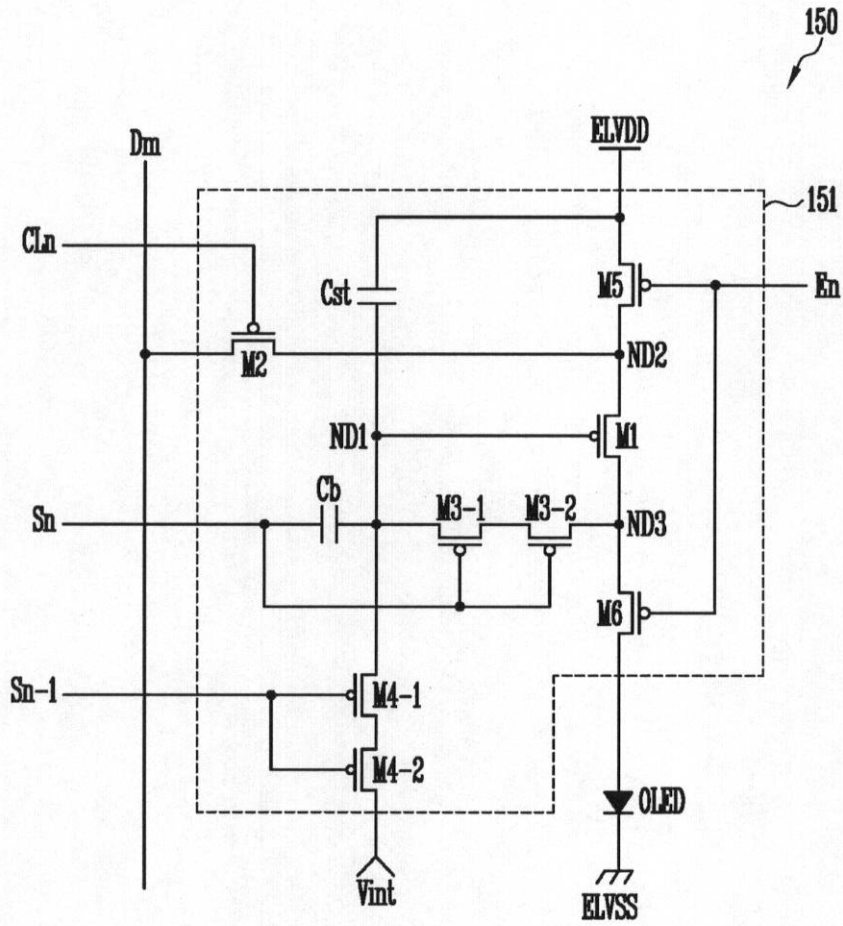 150
Dm
ELVDD
151
CLn
Cst
M5
En
M2
ND2
ND1
M1
Cb
M3-1
M3-2
Sn
ND3
M6
Sn-1
M4-1
M4-2
OLED
Vint
ELVSS